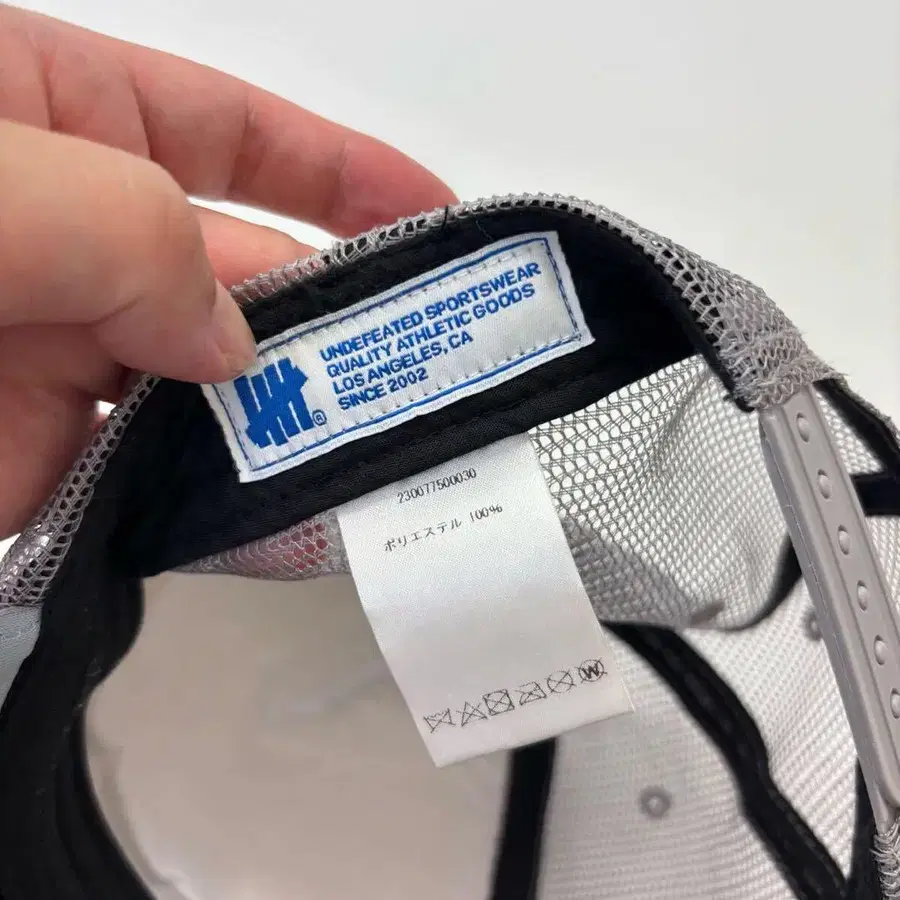 UNDEFEATED SPORTSWEAR
QUALITY ATHLETIC GOODS
LOS ANGELES, CA
SINCE 2002
®
230077500030
ポリエステル 100%
W